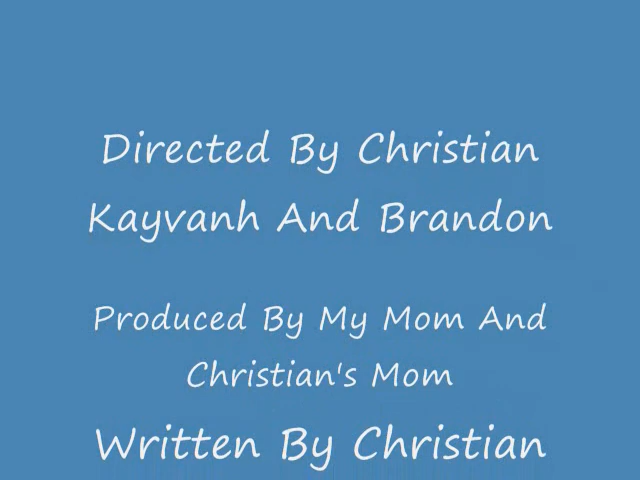 Directed By Christian
Kayvanh And Brandon
Produced By My Mom And
Christian's Mom
Written By Christian